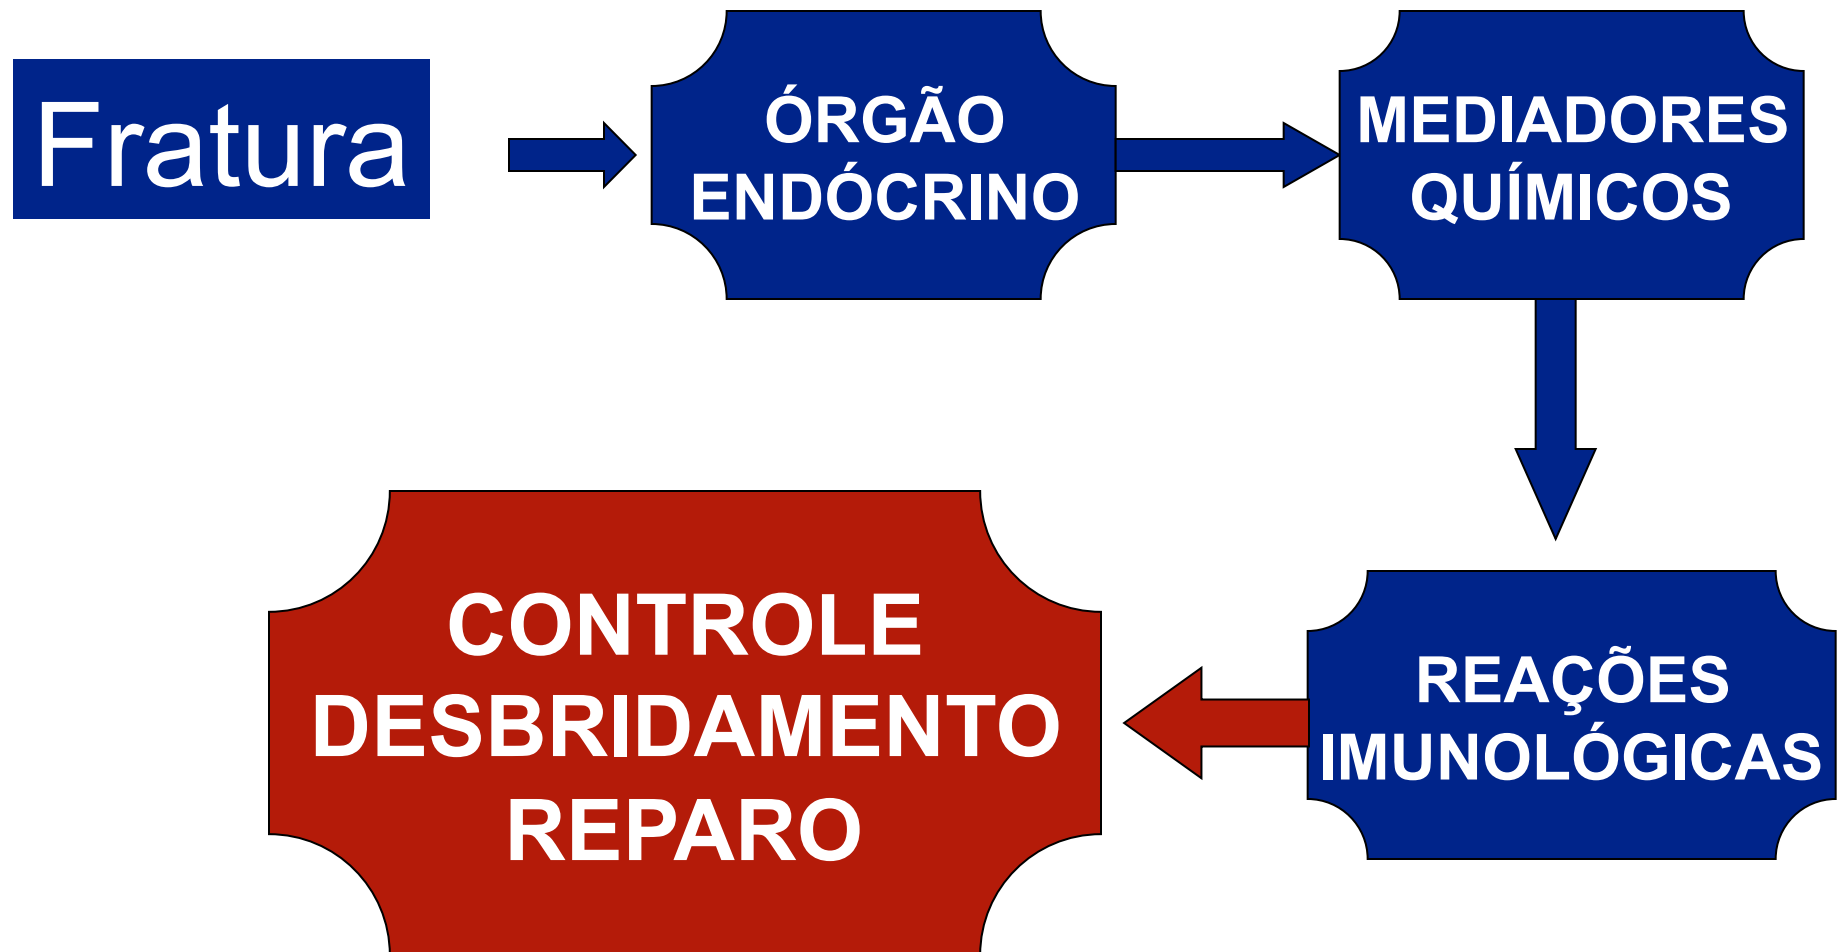 Fratura
ÓRGÃO
ENDÓCRINO
MEDIADORES
QUÍMICOS
REAÇÕES
IMUNOLÓGICAS
CONTROLE
DESBRIDAMENTO
REPARO